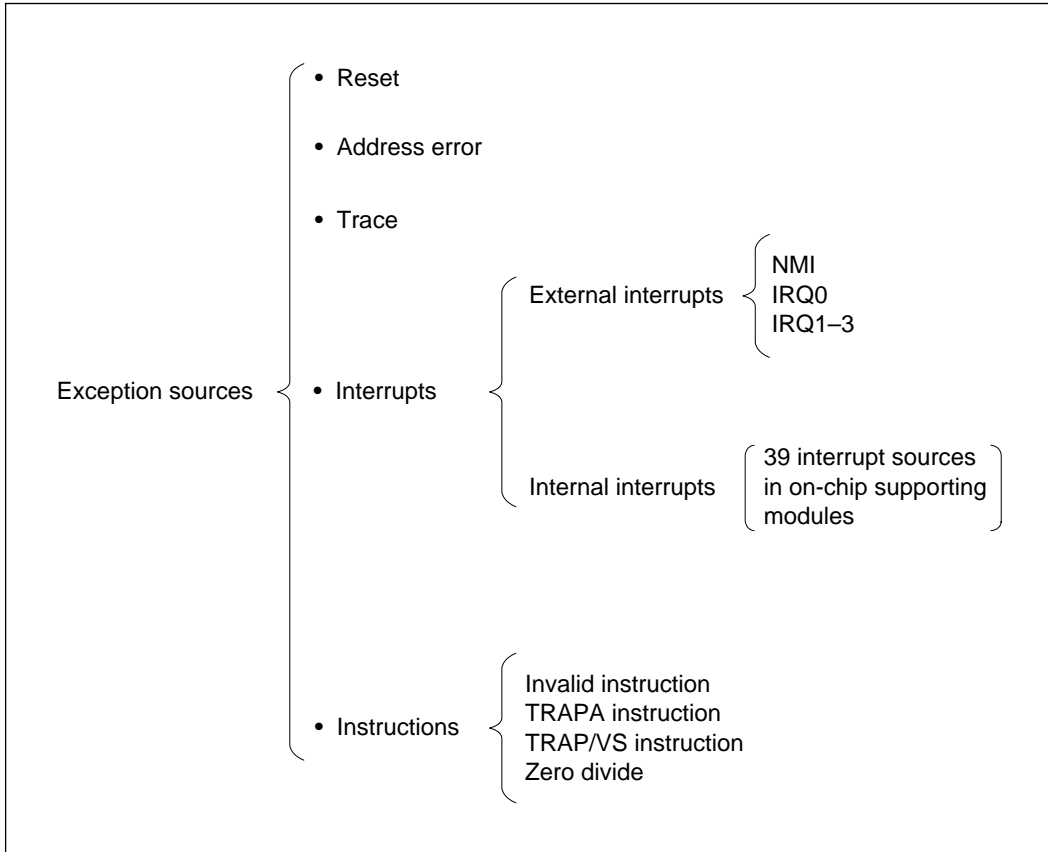 Exception sources
• Reset
• Address error
• Trace
• Interrupts
External interrupts
NMI
IRQ0
IRQ1–3
Internal interrupts
39 interrupt sources
in on-chip supporting
modules
• Instructions
Invalid instruction
TRAPA instruction
TRAP/VS instruction
Zero divide